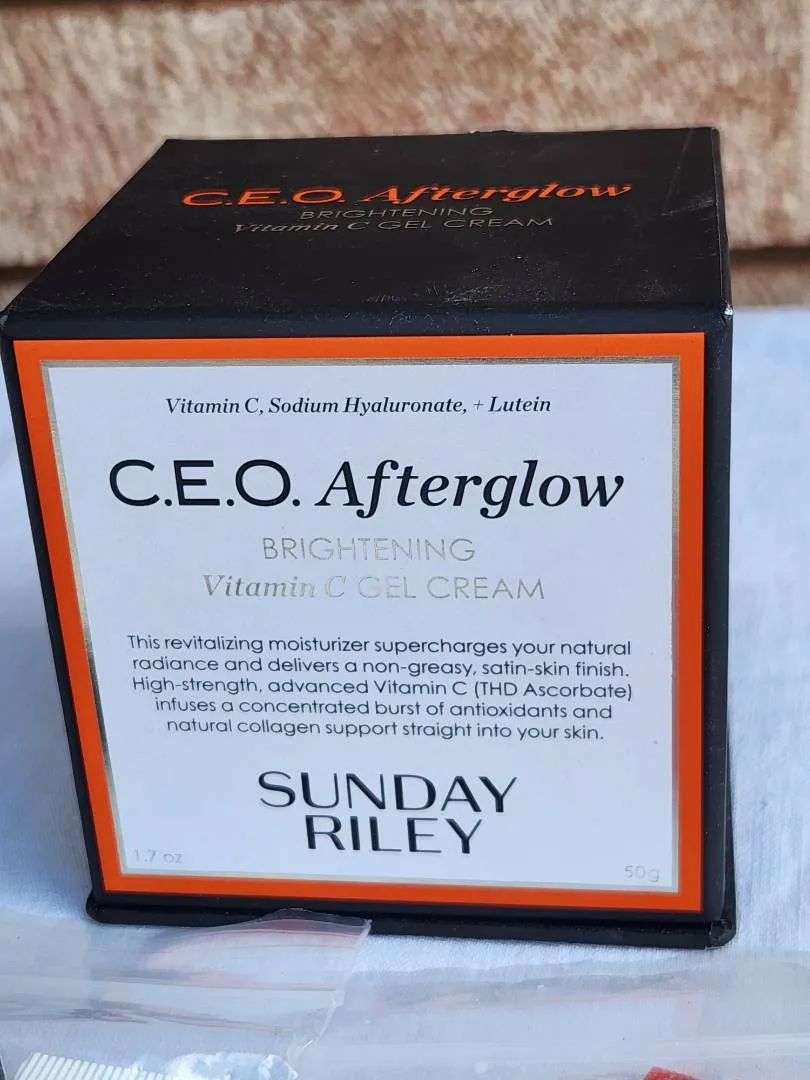 C.E.O. Afterglow
BRIGHTENING
Vitamin C GEL CREAM
Vitamin C, Sodium Hyaluronate, + Lutein
C.E.O. Afterglow
BRIGHTENING
Vitamin C GEL CREAM
This revitalizing moisturizer supercharges your natural
radiance and delivers a non-greasy, satin-skin finish.
High-strength, advanced Vitamin C (THD Ascorbate)
infuses a concentrated burst of antioxidants and
natural collagen support straight into your skin.
SUNDAY
RILEY
1.7 oz
50g